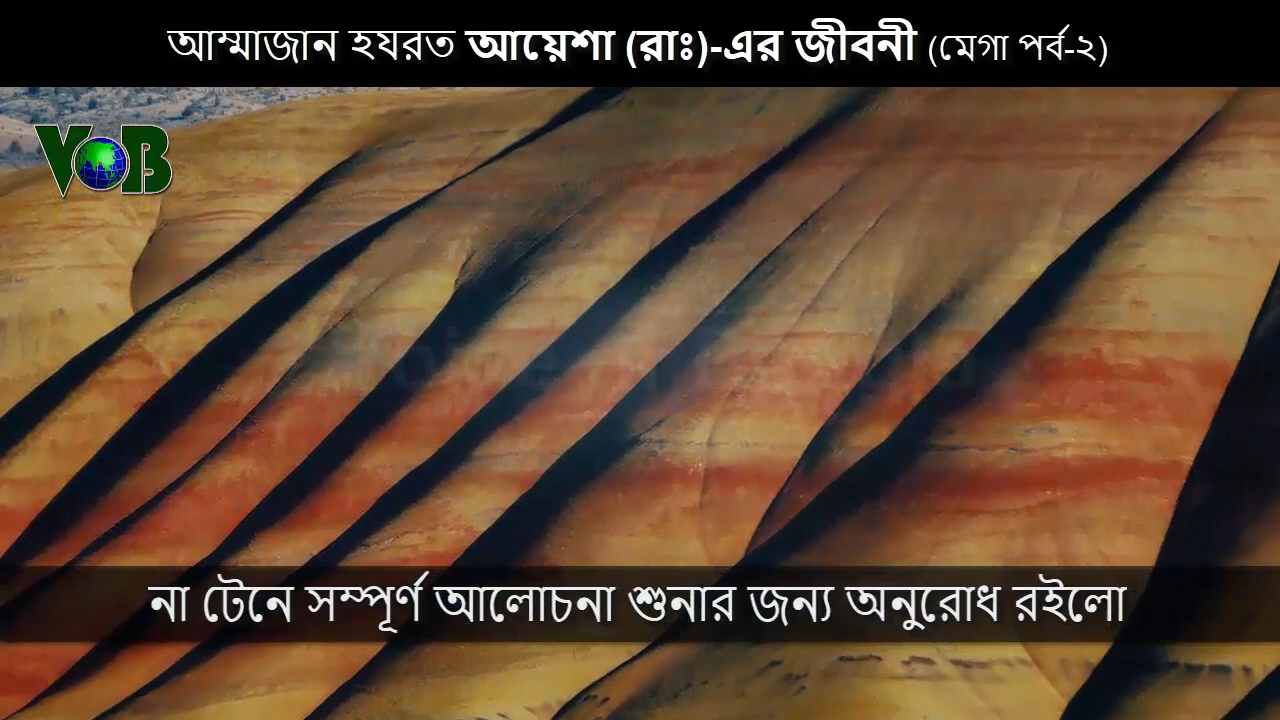 আম্মাজান হযরত আয়েশা (রাঃ)-এর জীবনী (মেগা পর্ব-২)
VOB
না টেনে সম্পূর্ণ আলোচনা শুনার জন্য অনুরোধ রইলো